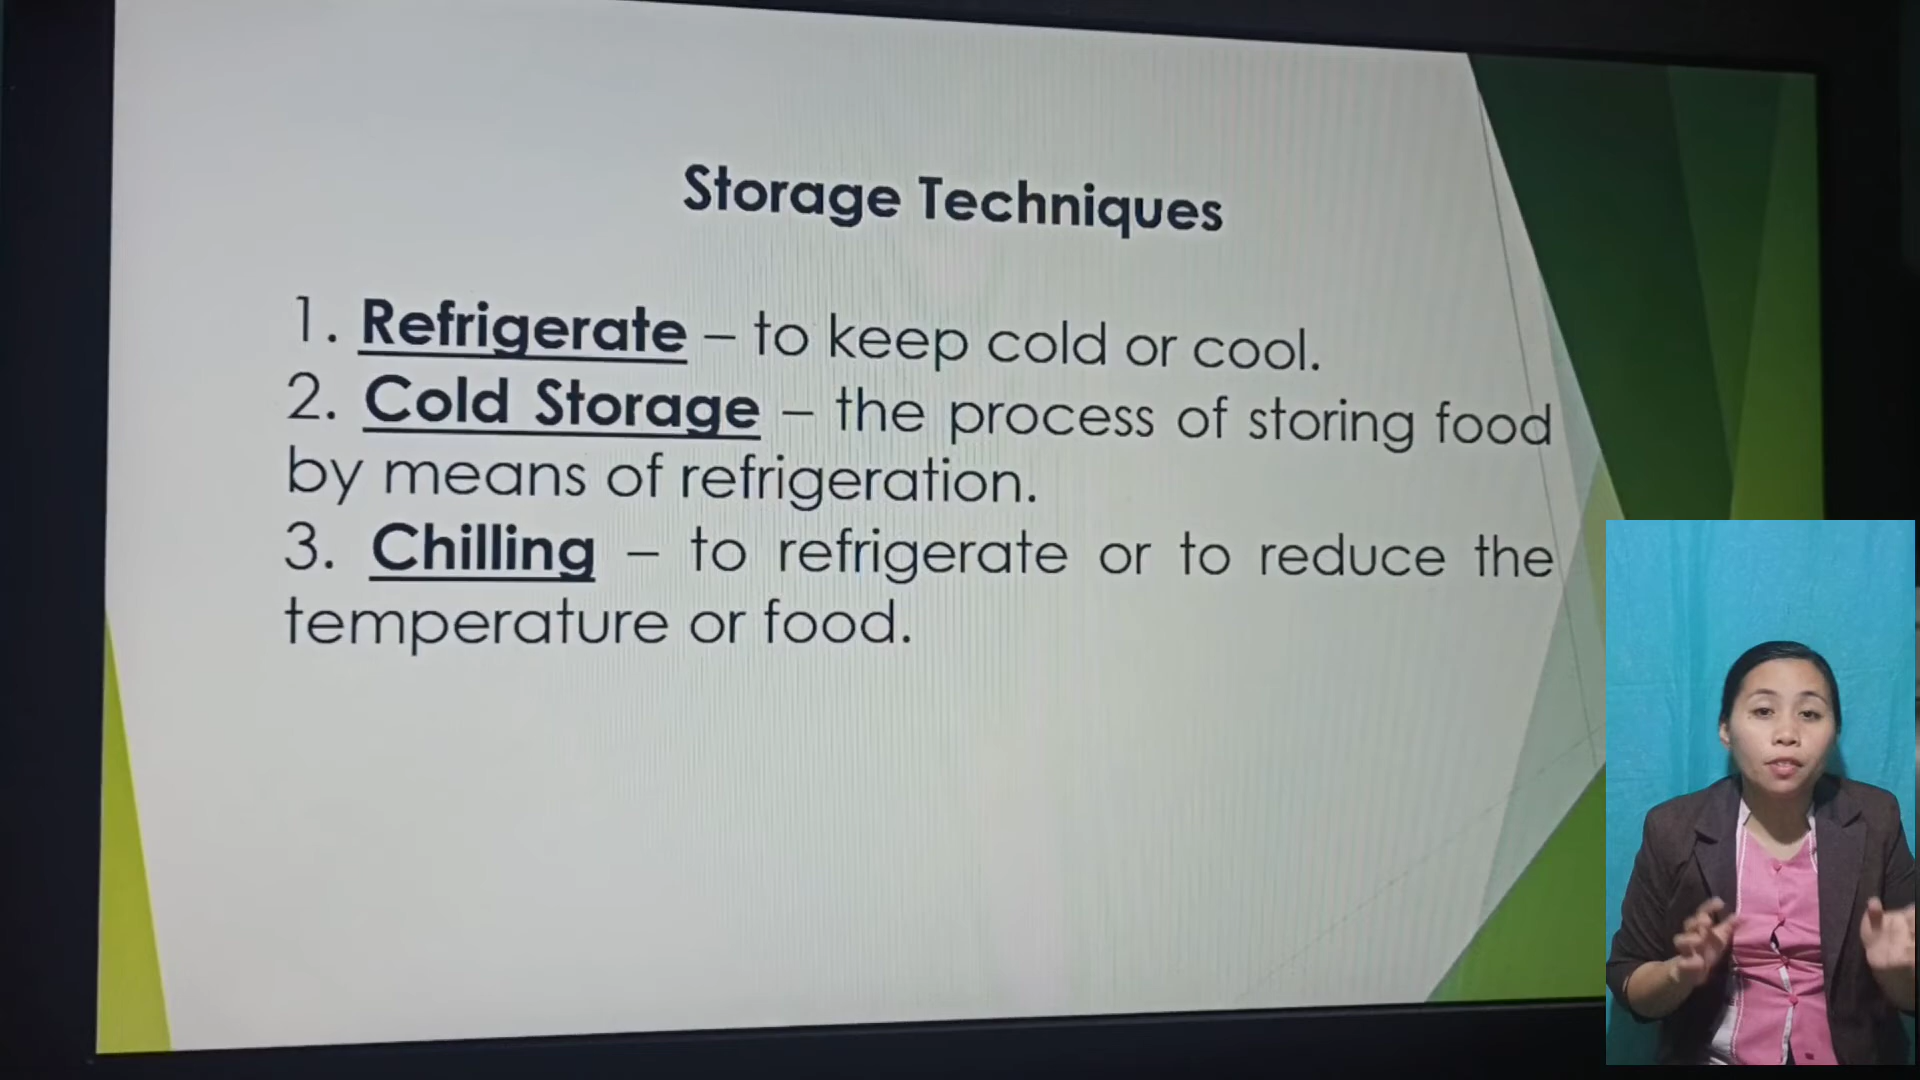 Storage Techniques
1. Refrigerate – to keep cold or cool.
2. Cold Storage – the process of storing food
by means of refrigeration.
3. Chilling – to refrigerate or to reduce the
temperature or food.